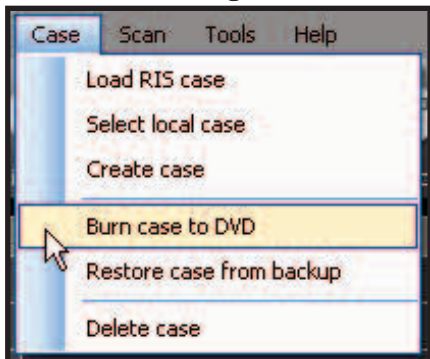 Case Scan Tools Help
Load RIS case
Select local case
Create case
Burn case to DVD
Restore case from backup
Delete case